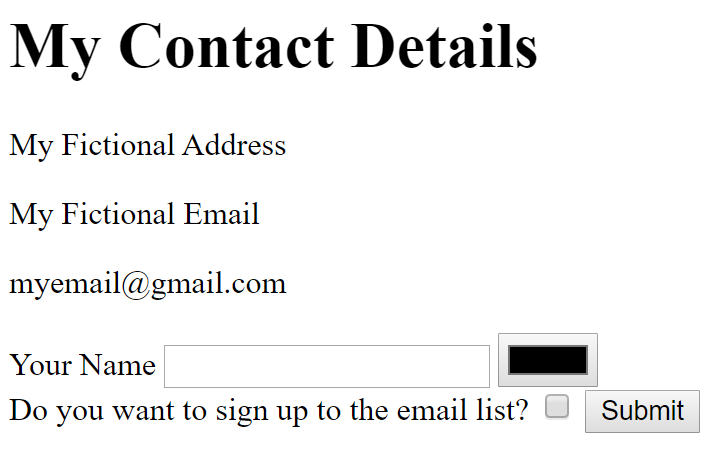 My Contact Details
My Fictional Address
My Fictional Email
myemail@gmail.com
Your Name
Do you want to sign up to the email list? Submit